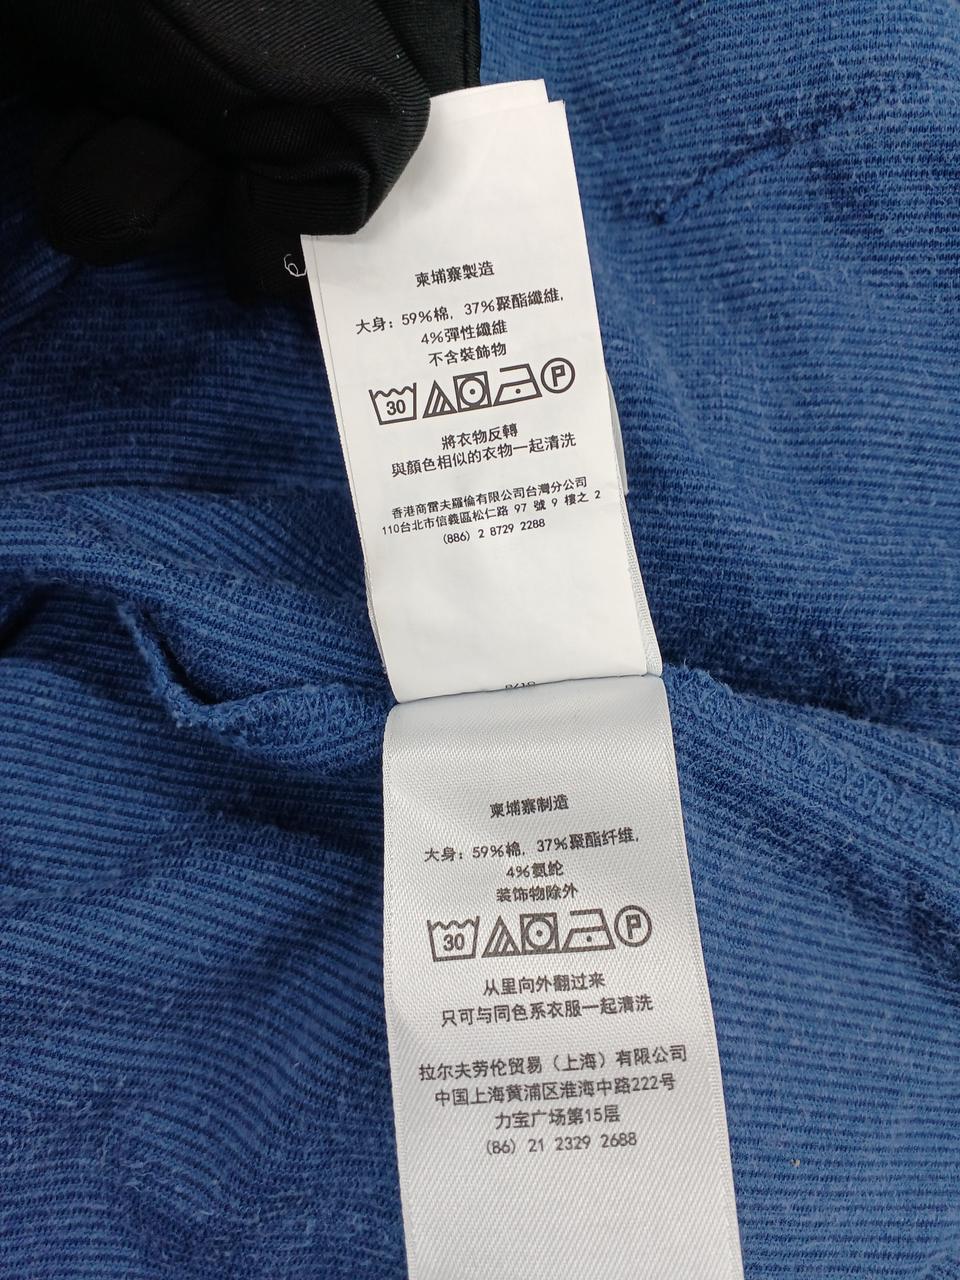 柬埔寨製造
大身：59%棉，37%聚酯纖維，
4%彈性纖維
不含裝飾物
30 P
將衣物反轉
與顏色相似的衣物一起清洗
香港商雷夫羅倫有限公司台灣分公司
110台北市信義區松仁路 97 號 9 樓之 2
(886) 2 8729 2288
柬埔寨制造
大身：59%棉，37%聚酯纤维，
4%氨纶
装饰物除外
30 P
从里向外翻过来
只可与同色系衣服一起清洗
拉尔夫劳伦贸易（上海）有限公司
中国上海黄浦区淮海中路222号
力宝广场第15层
(86) 21 2329 2688